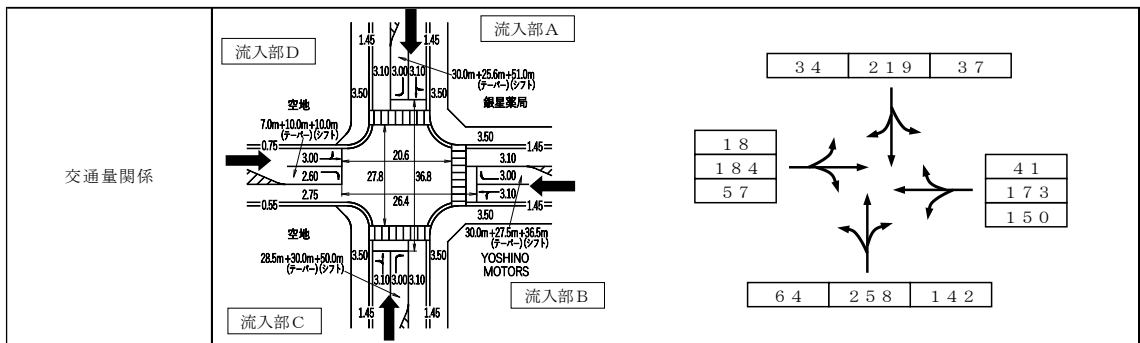 交通量関係
流入部D
流入部A
流入部C
流入部B
1.45
1.45
3.10
3.00
3.10
3.50
3.50
30.0m+25.6m+51.0m
(テーパー)(シフト)
銀星薬局
空地
7.0m+10.0m+10.0m
(テーパー)(シフト)
0.75
3.00
2.60
2.75
0.55
20.6
27.8
36.8
26.4
3.50
1.45
3.10
3.00
3.10
1.45
3.50
空地
30.0m+27.5m+36.5m
(テーパー)(シフト)
YOSHINO
MOTORS
28.5m+30.0m+50.0m
(テーパー)(シフト)
3.50
3.10
3.00
3.10
3.50
1.45
1.45
34 219 37
18
184
57
41
173
150
64 258 142